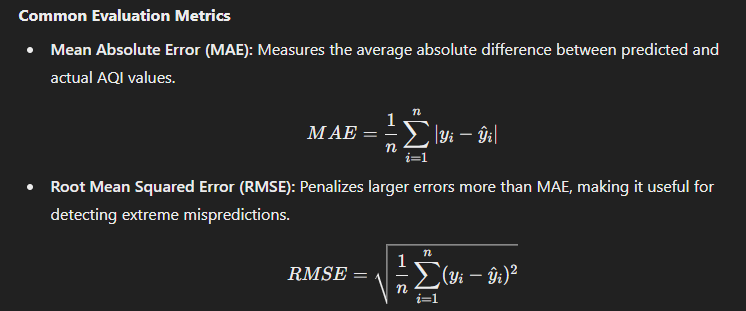 Common Evaluation Metrics
• Mean Absolute Error (MAE): Measures the average absolute difference between predicted and
actual AQI values.
MAE = \frac{1}{n} \sum_{i=1}^{n} |y_i - \hat{y}_i|
• Root Mean Squared Error (RMSE): Penalizes larger errors more than MAE, making it useful for
detecting extreme mispredictions.
RMSE = \sqrt{\frac{1}{n} \sum_{i=1}^{n} (y_i - \hat{y}_i)^2}